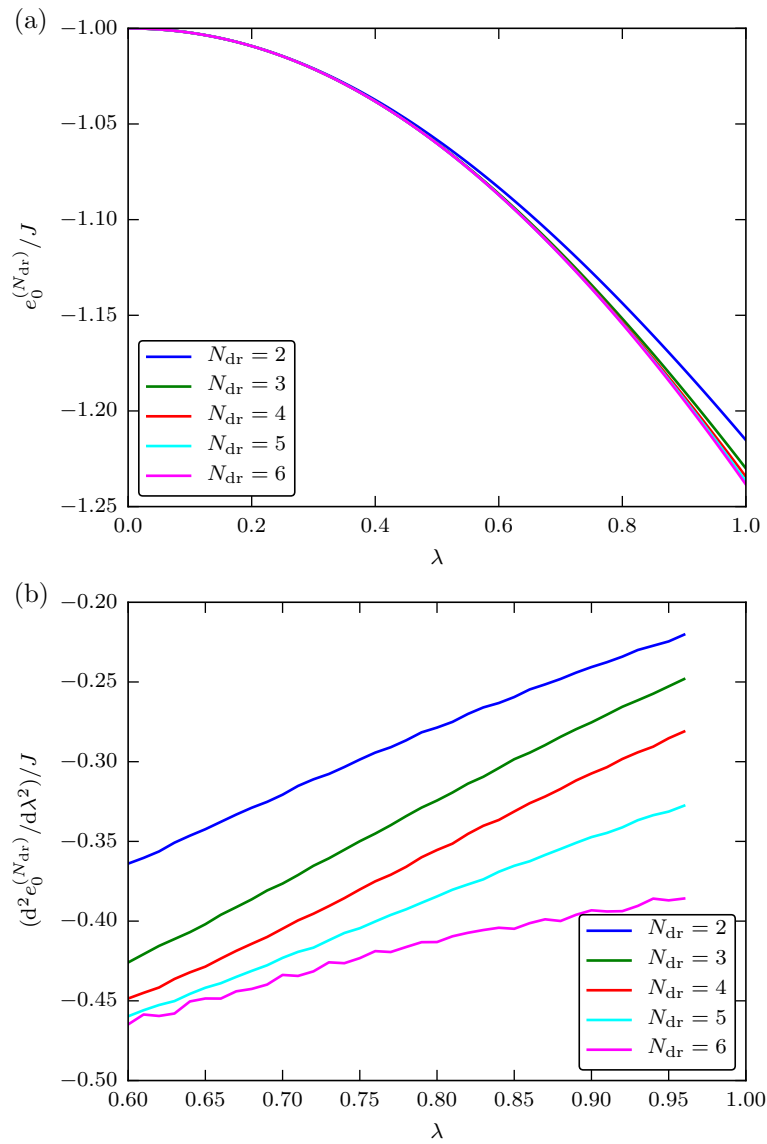 (a)
−1.00
−1.05
−1.10
−1.15
−1.20
−1.25
e_0^{(N_dr)}/J
N_dr = 2
N_dr = 3
N_dr = 4
N_dr = 5
N_dr = 6
0.0 0.2 0.4 0.6 0.8 1.0
λ
(b)
−0.20
−0.25
−0.30
−0.35
−0.40
−0.45
−0.50
(d²e_0^{(N_dr)}/dλ²)/J
N_dr = 2
N_dr = 3
N_dr = 4
N_dr = 5
N_dr = 6
0.60 0.65 0.70 0.75 0.80 0.85 0.90 0.95 1.00
λ